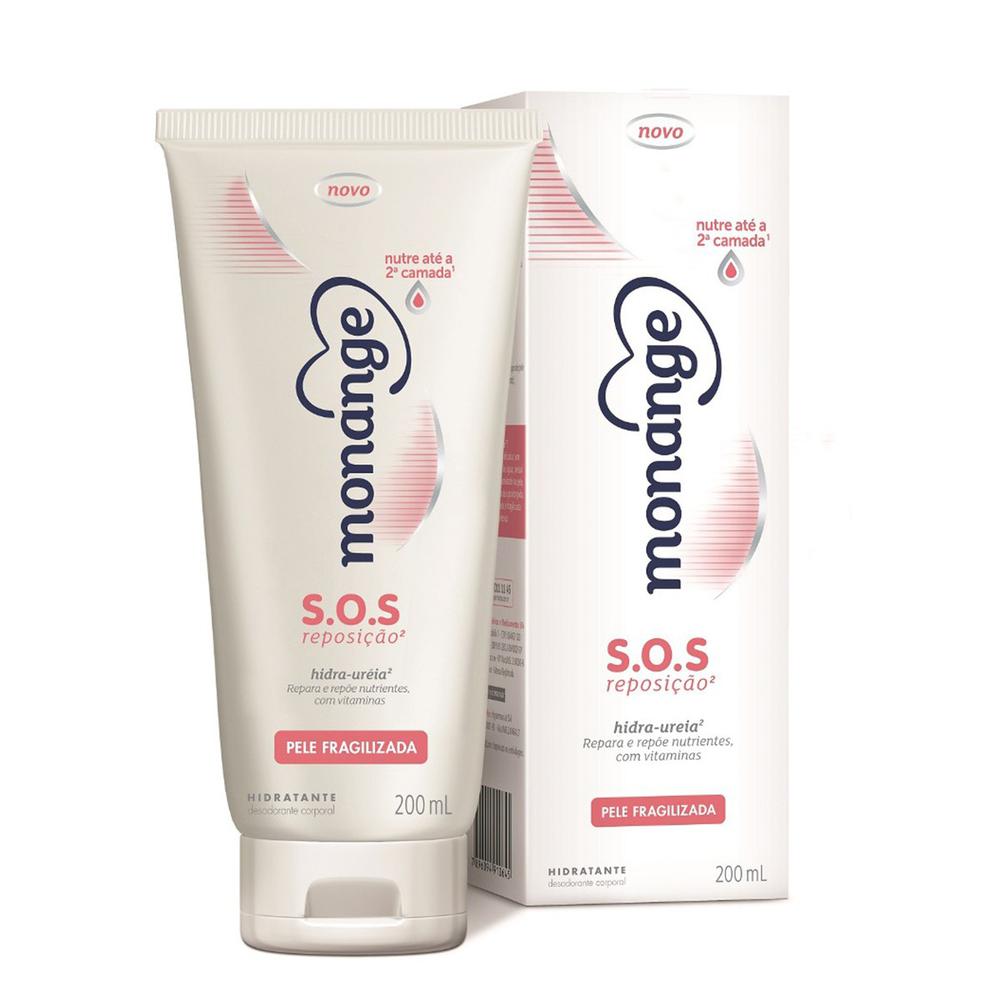 novo
nutre até a
2ª camada¹
monange
S.O.S
reposição²
hidra-uréia²
Repara e repõe nutrientes,
com vitaminas
PELE FRAGILIZADA
HIDRATANTE
desodorante corporal
200 mL
novo
nutre até a
2ª camada¹
monange
S.O.S
reposição²
hidra-ureia²
Repara e repõe nutrientes,
com vitaminas
PELE FRAGILIZADA
HIDRATANTE
desodorante corporal
200 mL